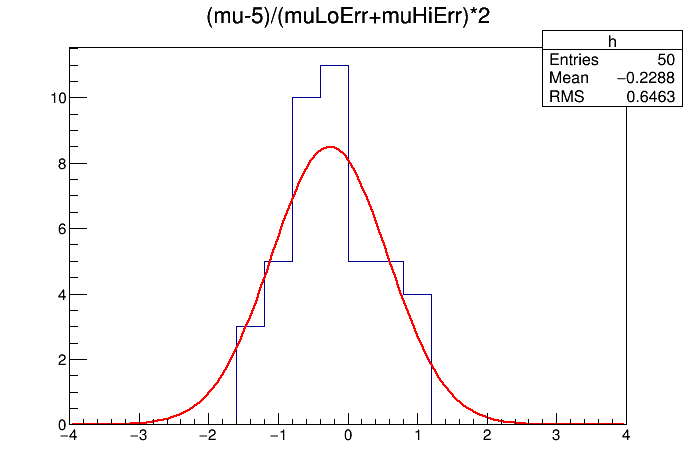 (mu-5)/(muLoErr+muHiErr)*2
h
Entries 50
Mean −0.2288
RMS 0.6463
10
8
6
4
2
0
−4 −3 −2 −1 0 1 2 3 4